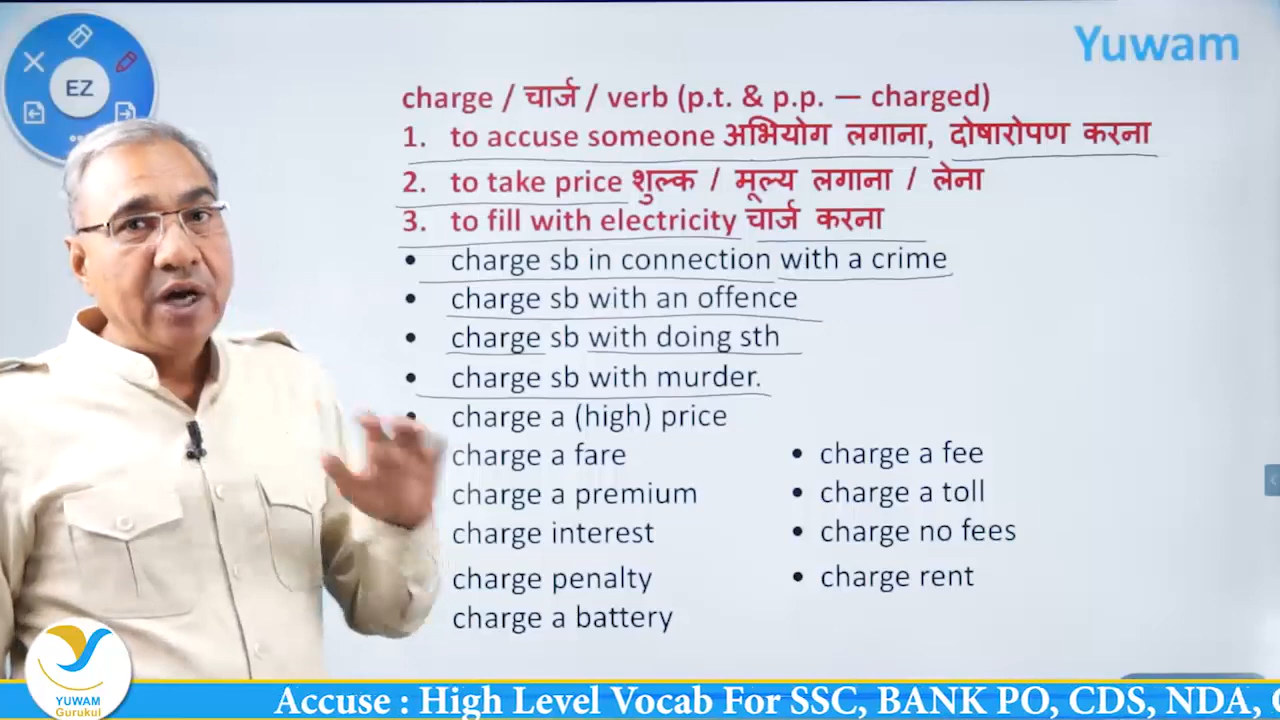 EZ
Yuwam
charge / चार्ज / verb (p.t. & p.p. — charged)
1. to accuse someone अभियोग लगाना, दोषारोपण करना
2. to take price शुल्क / मूल्य लगाना / लेना
3. to fill with electricity चार्ज करना
• charge sb in connection with a crime
• charge sb with an offence
• charge sb with doing sth
• charge sb with murder.
• charge a (high) price
charge a fare
• charge a fee
charge a premium
• charge a toll
charge interest
• charge no fees
charge penalty
• charge rent
charge a battery
YUWAM
Gurukul
Accuse : High Level Vocab For SSC, BANK PO, CDS, NDA,